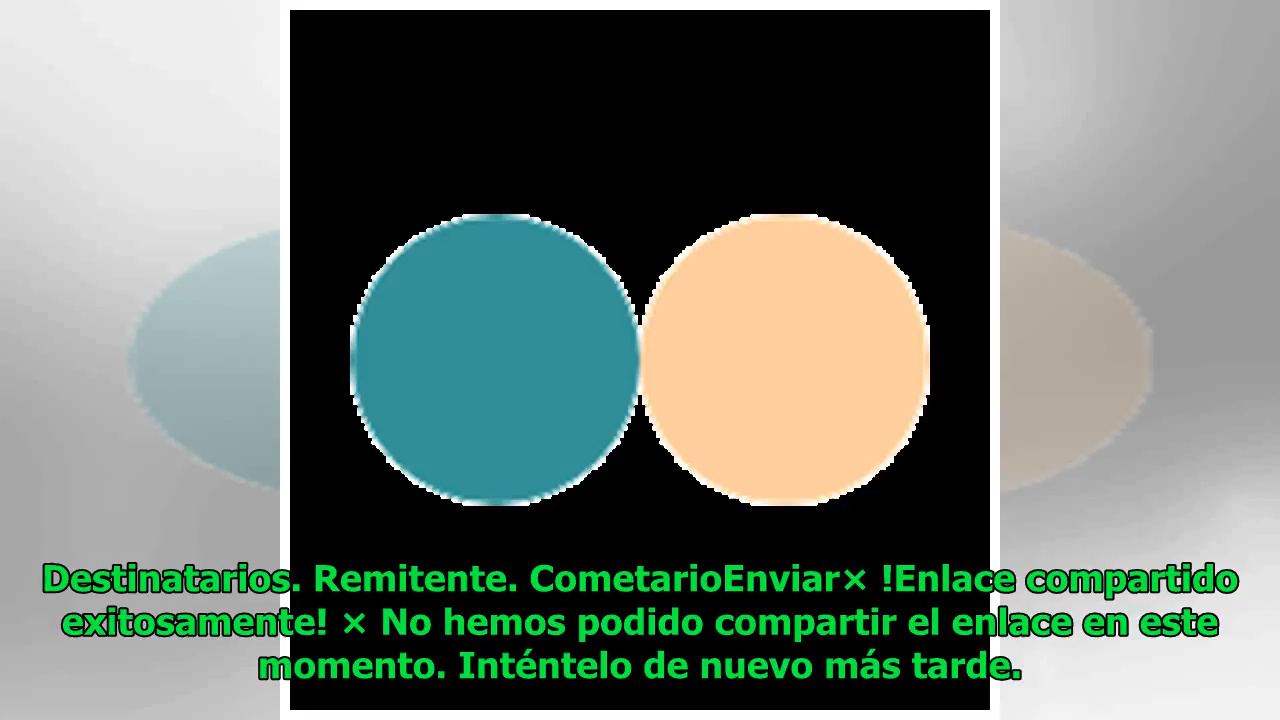 Destinatarios. Remitente. CometarioEnviar× !Enlace compartido
exitosamente! × No hemos podido compartir el enlace en este
momento. Inténtelo de nuevo más tarde.